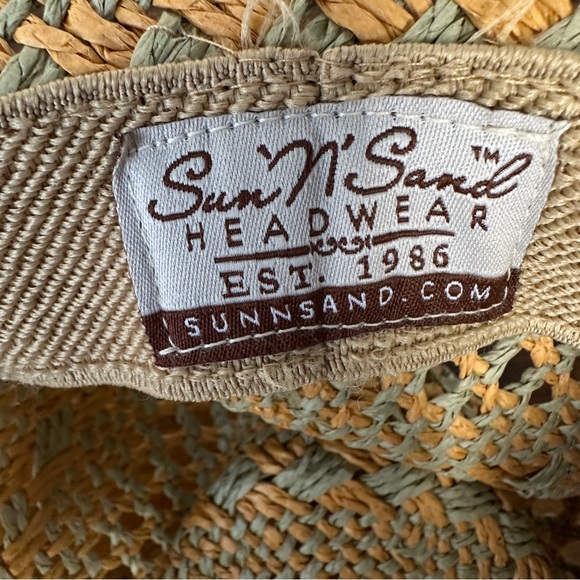 Sun 'N' Sand™
HEADWEAR
EST. 1986
SUNNSAND.COM